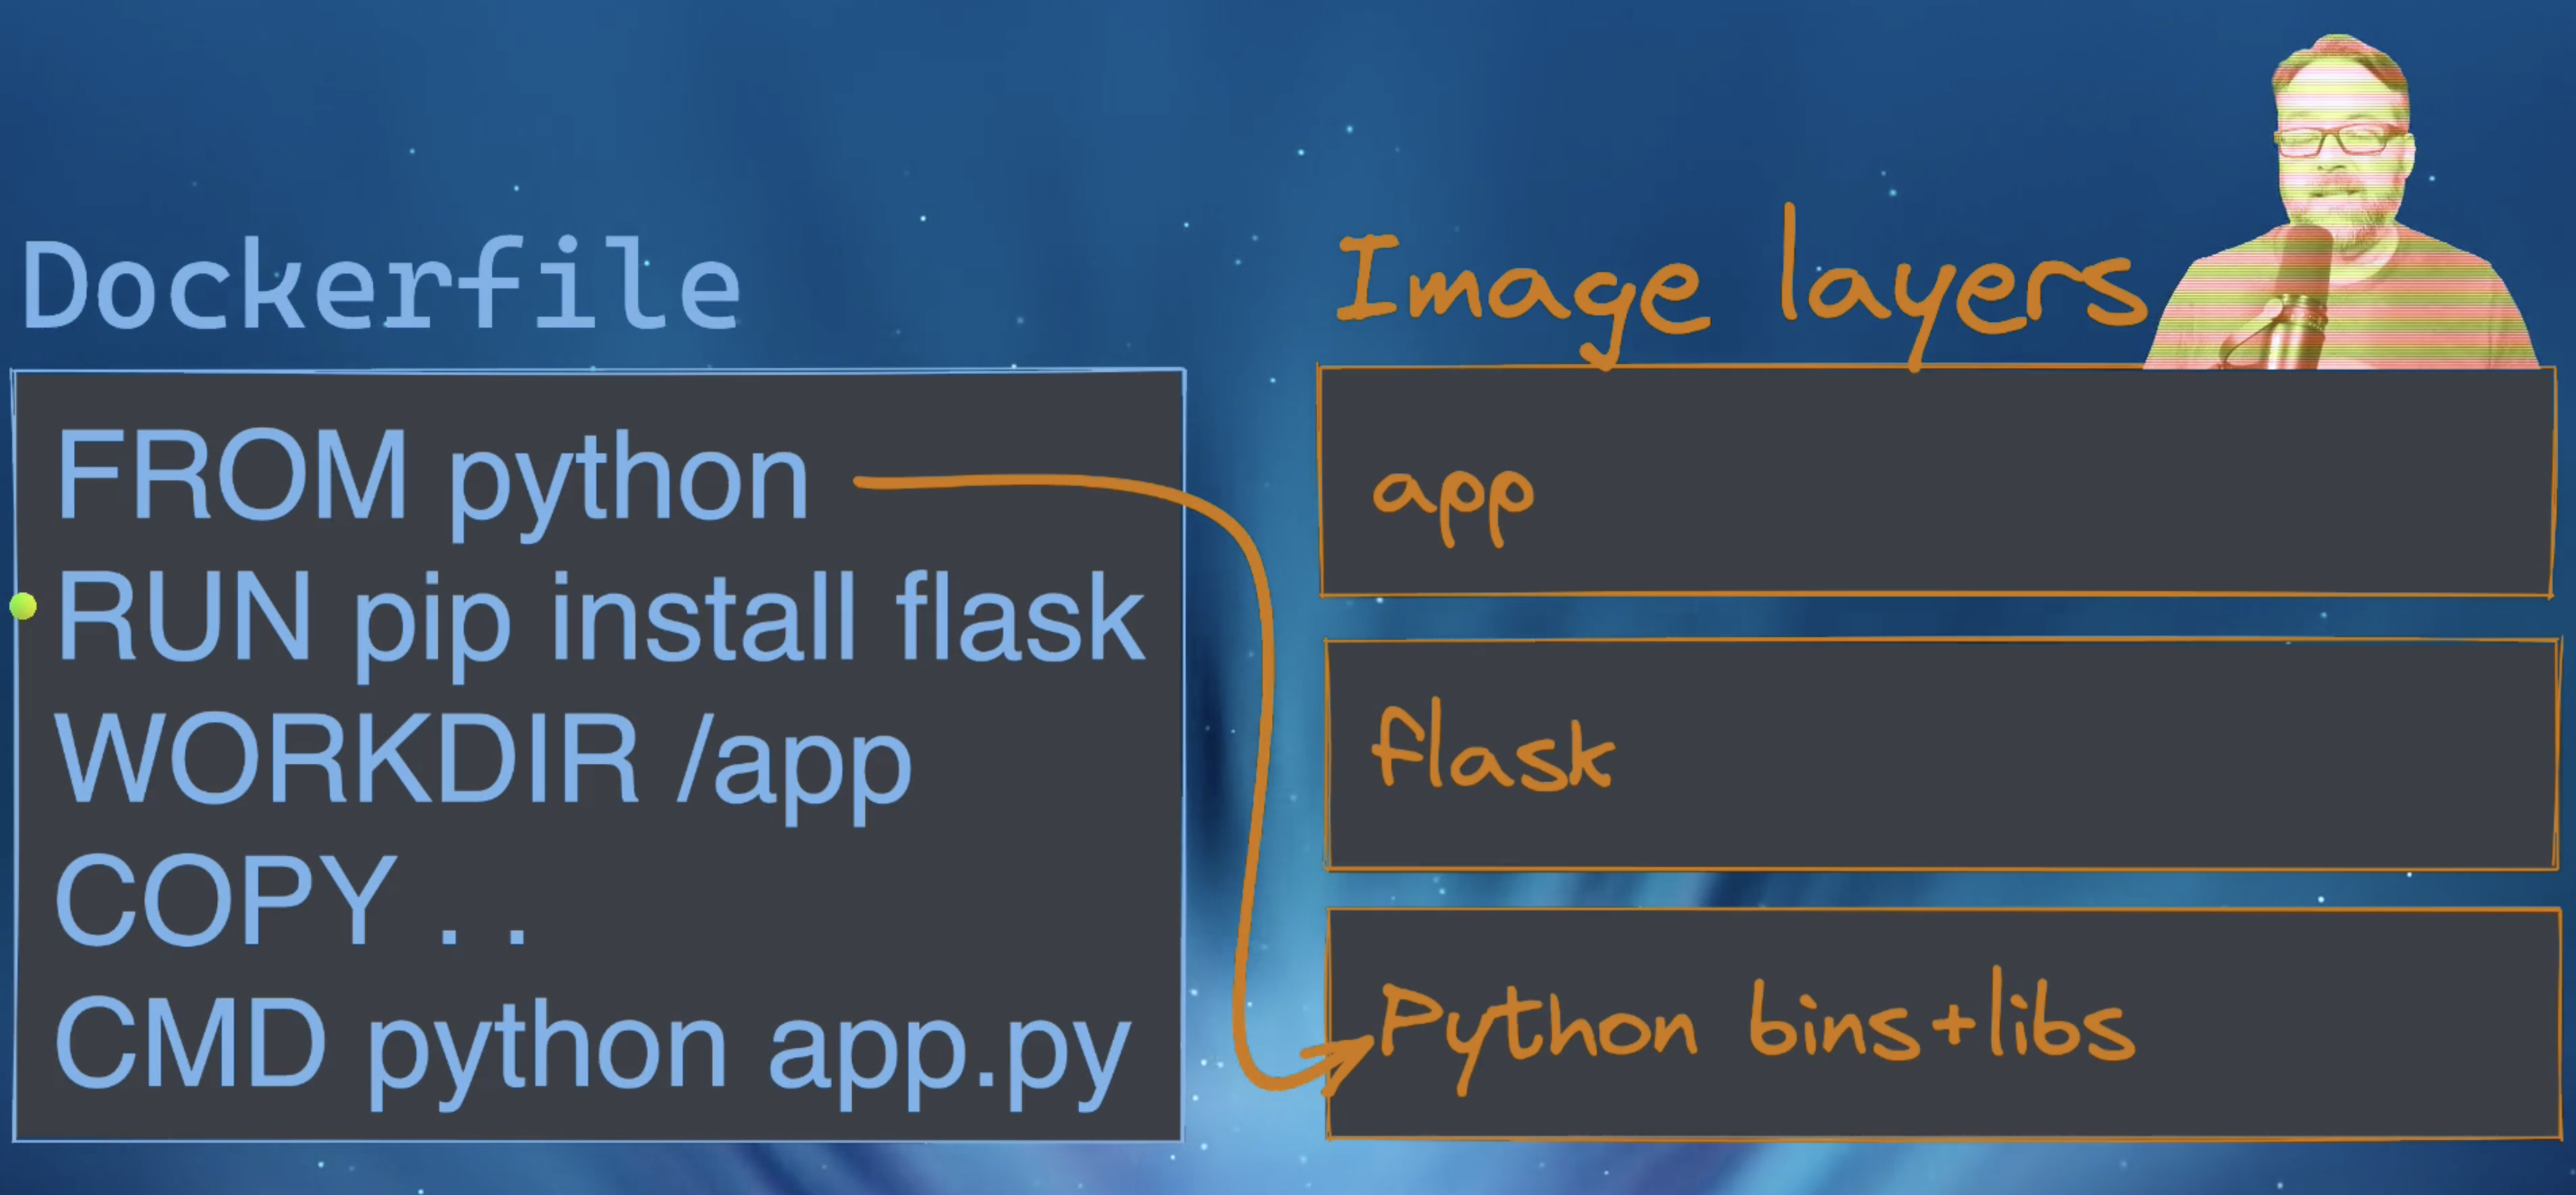 Dockerfile
FROM python
RUN pip install flask
WORKDIR /app
COPY . .
CMD python app.py
Image layers
app
flask
Python bins+libs